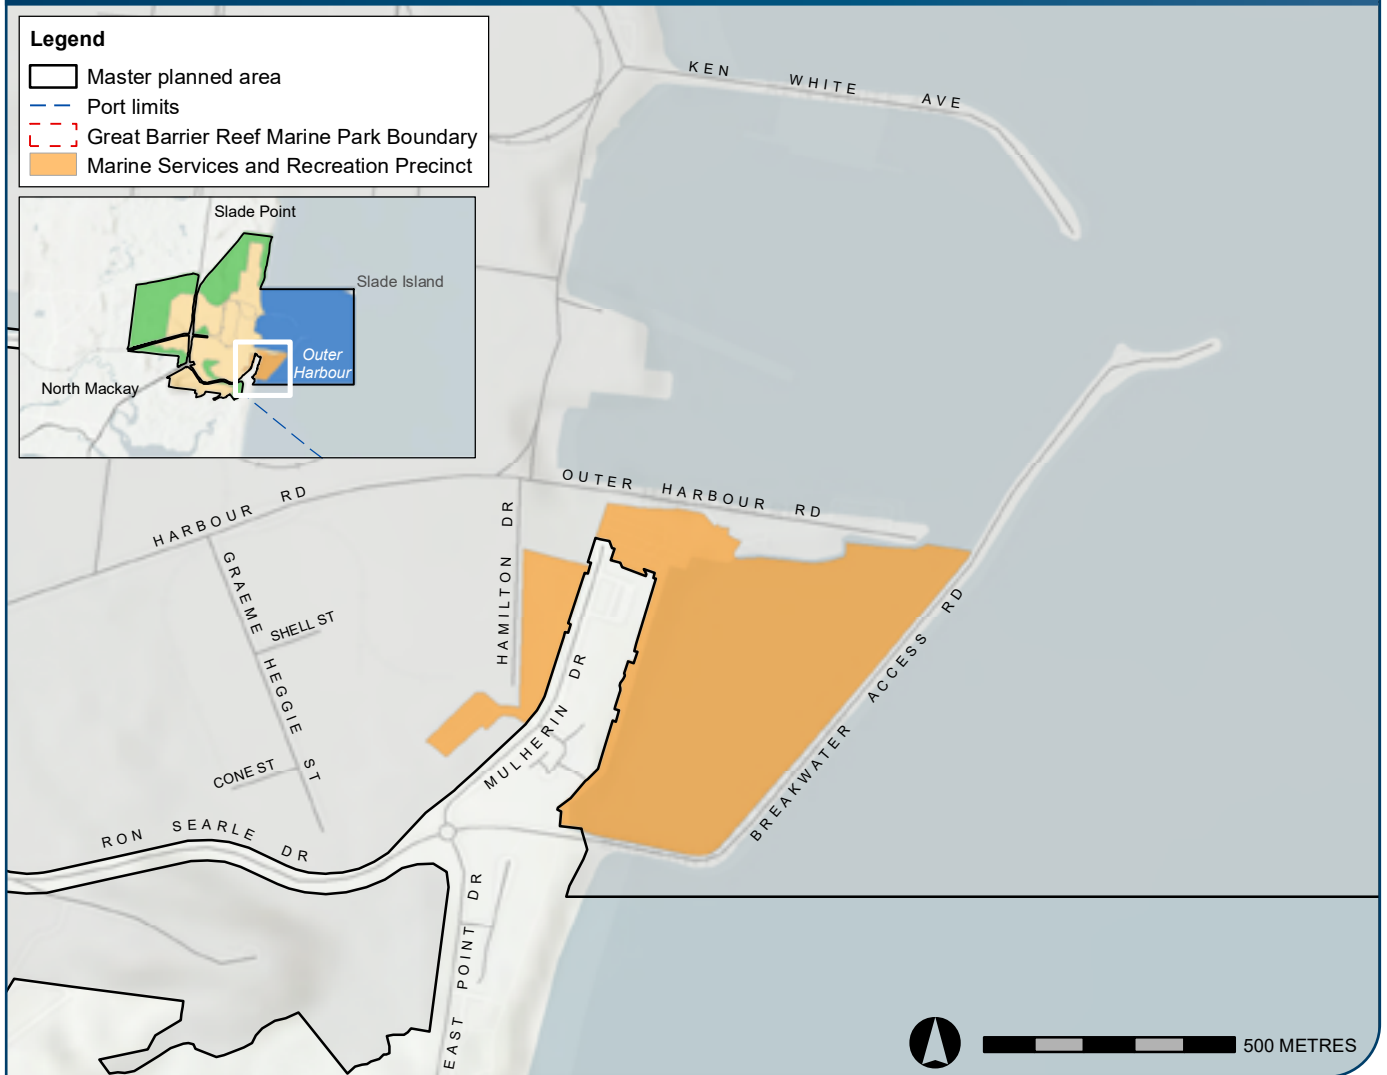 Legend
Master planned area
Port limits
Great Barrier Reef Marine Park Boundary
Marine Services and Recreation Precinct
Slade Point
Slade Island
Outer
Harbour
North Mackay
KEN WHITE AVE
OUTER HARBOUR RD
HARBOUR RD
HAMILTON DR
GRAEME HEGGIE ST
SHELL ST
CONE ST
MULHERIN DR
BREAKWATER ACCESS RD
RON SEARLE DR
EAST POINT DR
500 METRES